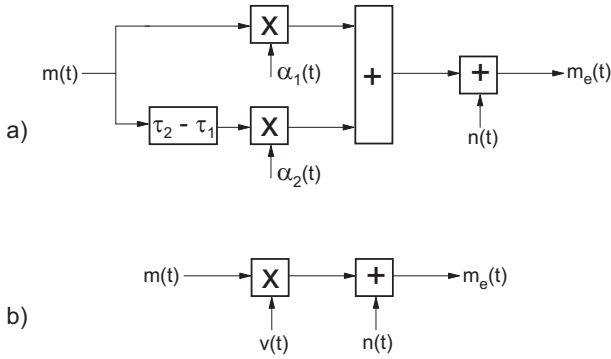 m(t)
X
α₁(t)
+
+
mₑ(t)
n(t)
a)
τ₂ - τ₁
X
α₂(t)
m(t)
X
+
mₑ(t)
b)
v(t)
n(t)